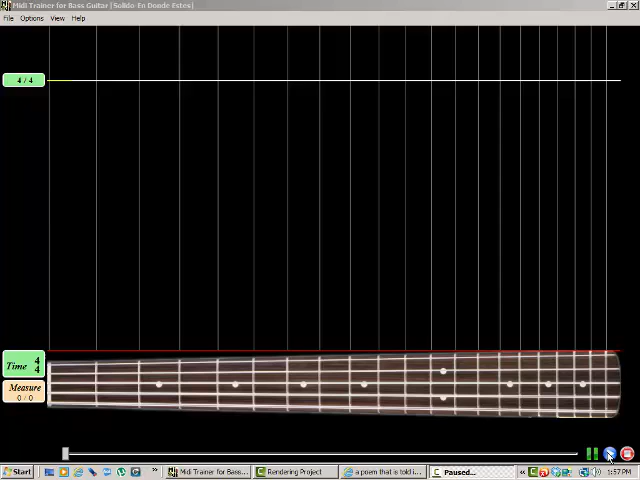 Midi Trainer for Bass Guitar [Solido-En Donde Estes]
File Options View Help
4 / 4
Time 4 4
Measure
0 / 0
Start Midi Trainer for Bass... Rendering Project a poem that is told i... Paused... 1:57 PM